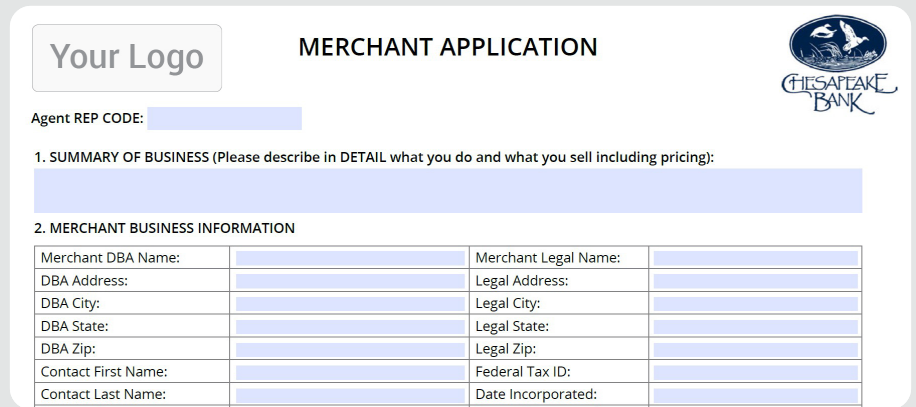 Your Logo
MERCHANT APPLICATION
CHESAPEAKE
BANK
Agent REP CODE:
1. SUMMARY OF BUSINESS (Please describe in DETAIL what you do and what you sell including pricing):
2. MERCHANT BUSINESS INFORMATION
Merchant DBA Name: Merchant Legal Name:
DBA Address: Legal Address:
DBA City: Legal City:
DBA State: Legal State:
DBA Zip: Legal Zip:
Contact First Name: Federal Tax ID:
Contact Last Name: Date Incorporated: